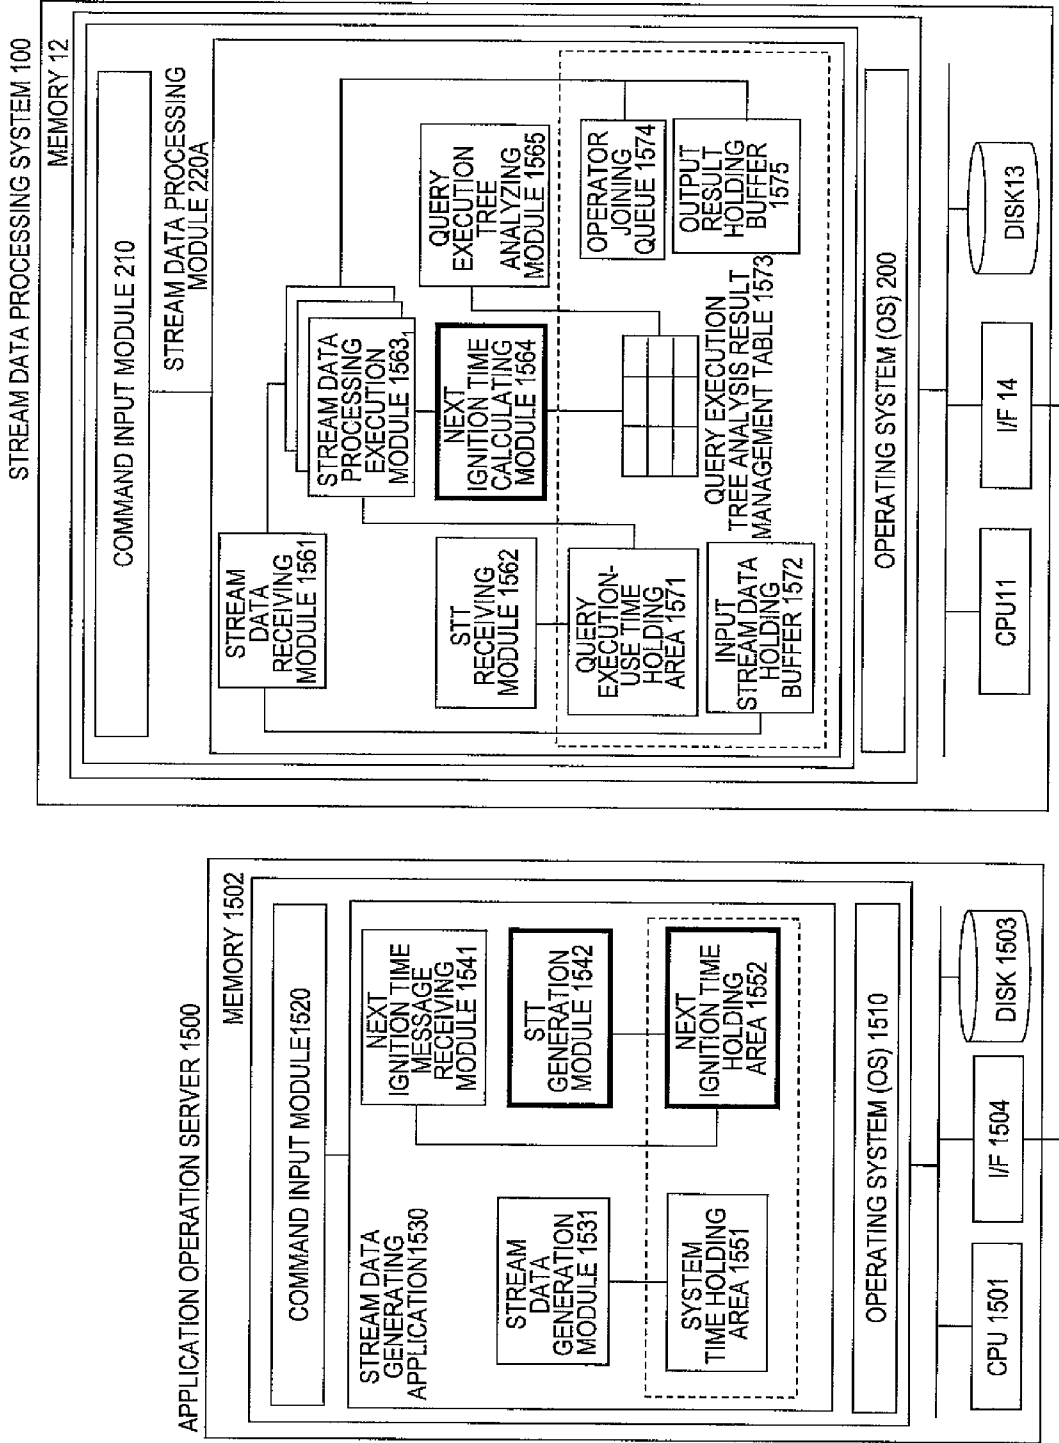 APPLICATION OPERATION SERVER 1500
MEMORY 1502
COMMAND INPUT MODULE1520
STREAM DATA
GENERATING
APPLICATION1530
NEXT
IGNITION TIME
MESSAGE
RECEIVING
MODULE 1541
STREAM
DATA
GENERATION
MODULE 1531
STT
GENERATION
MODULE 1542
SYSTEM
TIME HOLDING
AREA 1551
NEXT
IGNITION TIME
HOLDING
AREA 1552
OPERATING SYSTEM (OS) 1510
CPU 1501
I/F 1504
DISK 1503
STREAM DATA PROCESSING SYSTEM 100
MEMORY 12
COMMAND INPUT MODULE 210
STREAM DATA PROCESSING
MODULE 220A
STREAM
DATA
RECEIVING
MODULE 1561
STREAM DATA
PROCESSING
EXECUTION
MODULE 1563₁
QUERY
EXECUTION
TREE
ANALYZING
MODULE 1565
STT
RECEIVING
MODULE 1562
NEXT
IGNITION TIME
CALCULATING
MODULE 1564
QUERY
EXECUTION-
USE TIME
HOLDING
AREA 1571
OPERATOR
JOINING
QUEUE 1574
INPUT
STREAM DATA
HOLDING
BUFFER 1572
QUERY EXECUTION
TREE ANALYSIS RESULT
MANAGEMENT TABLE 1573
OUTPUT
RESULT
HOLDING
BUFFER
1575
OPERATING SYSTEM (OS) 200
CPU11
I/F 14
DISK13